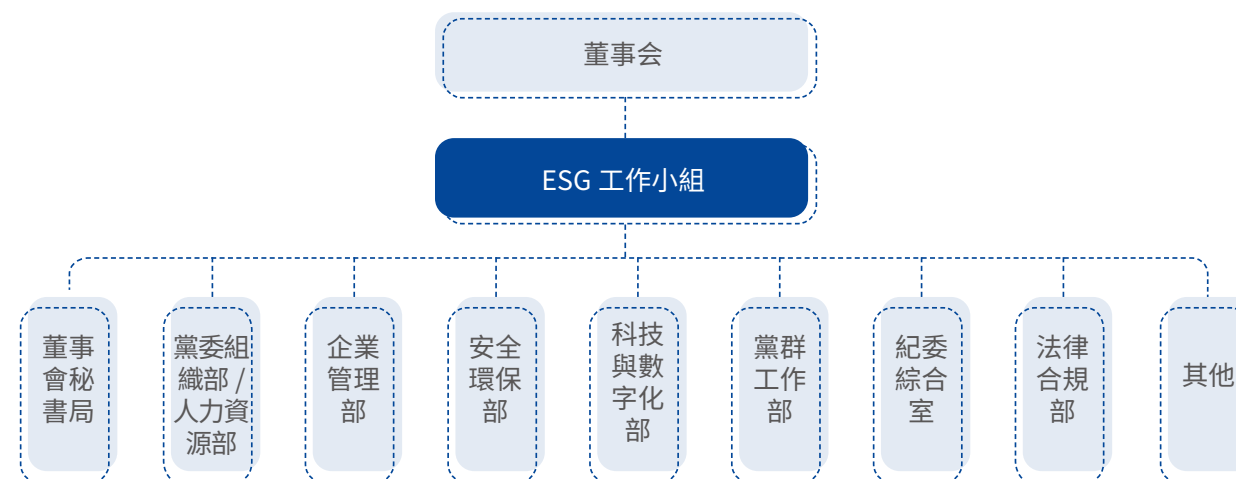 董事会
ESG 工作小組
董事
會秘
書局
黨委組
織部 /
人力資
源部
企業
管理
部
安全
環保
部
科技
與數
字化
部
黨群
工作
部
紀委
綜合
室
法律
合規
部
其他